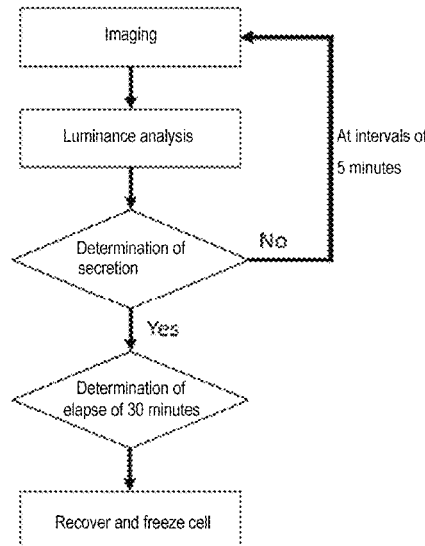 Imaging
Luminance analysis
At intervals of
5 minutes
Determination of
secretion
No
Yes
Determination of
elapse of 30 minutes
Recover and freeze cell